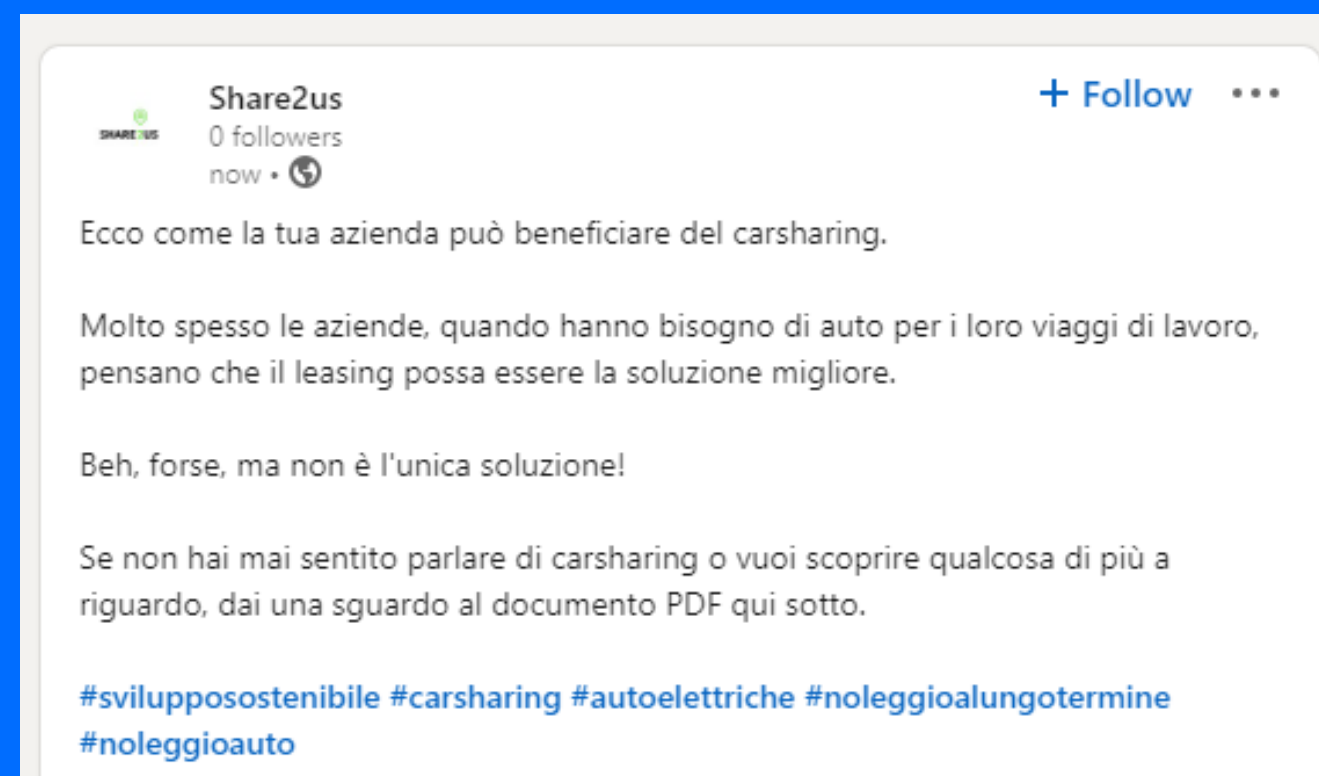 Share2us
+ Follow
SHARE2US
0 followers
now •
Ecco come la tua azienda può beneficiare del carsharing.
Molto spesso le aziende, quando hanno bisogno di auto per i loro viaggi di lavoro,
pensano che il leasing possa essere la soluzione migliore.
Beh, forse, ma non è l'unica soluzione!
Se non hai mai sentito parlare di carsharing o vuoi scoprire qualcosa di più a
riguardo, dai una sguardo al documento PDF qui sotto.
#svilupposostenibile #carsharing #autoelettriche #noleggioalungotermine
#noleggioauto